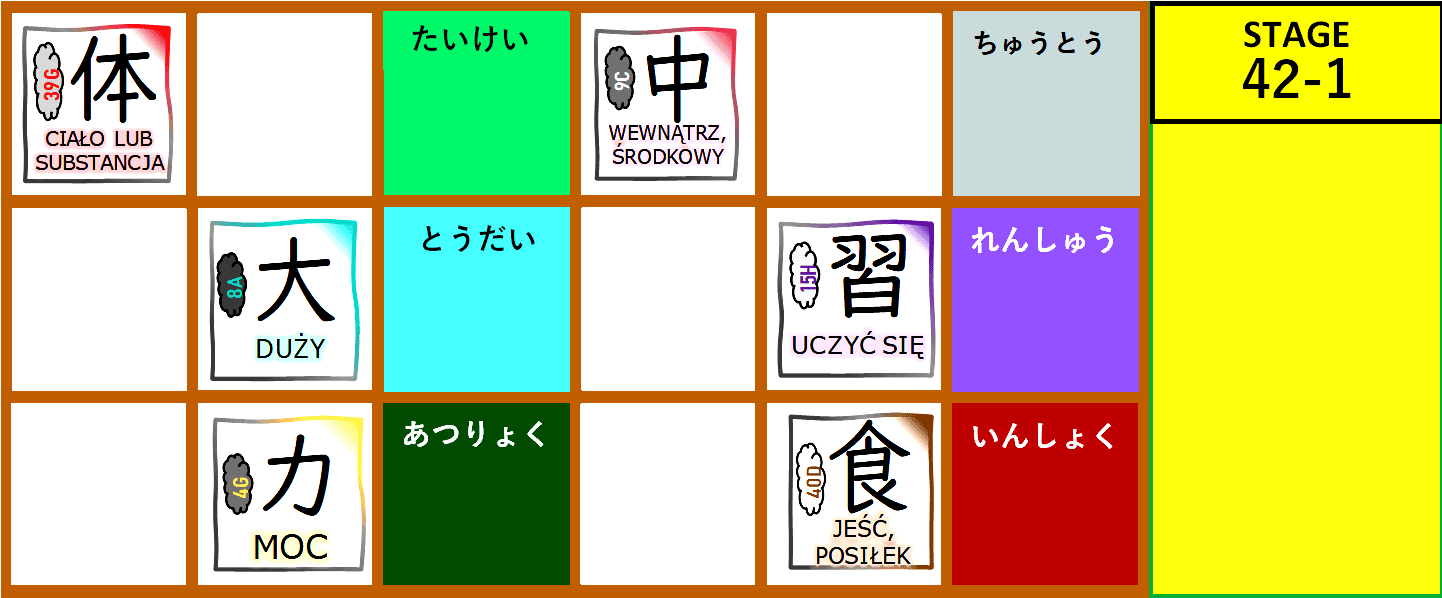 体
39G
CIAŁO LUB
SUBSTANCJA
たいけい
中
9C
WEWNĄTRZ,
ŚRODKOWY
ちゅうとう
STAGE
42-1
大
8A
DUŻY
とうだい
習
15H
UCZYĆ SIĘ
れんしゅう
力
4G
MOC
あつりょく
食
40D
JEŚĆ,
POSIŁEK
いんしょく